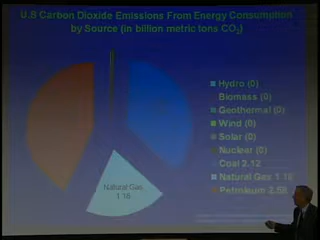 U.S Carbon Dioxide Emissions From Energy Consumption
by Source (in billion metric tons CO2)
Hydro (0)
Biomass (0)
Geothermal (0)
Wind (0)
Solar (0)
Nuclear (0)
Coal 2.12
Natural Gas 1.18
Petroleum 2.59
Natural Gas,
1.18